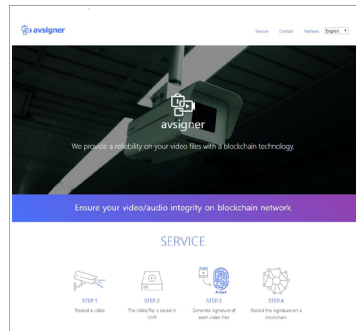 avsigner
Service Contact Partners English
avsigner
We provide a reliability on your video files with a blockchain technology.
Ensure your video/audio integrity on blockchain network
SERVICE
STEP.1 STEP.2 STEP.3 STEP.4
Record a video The video file is saved in Generate signature of Record the signature on a
NVR each video files blockchain